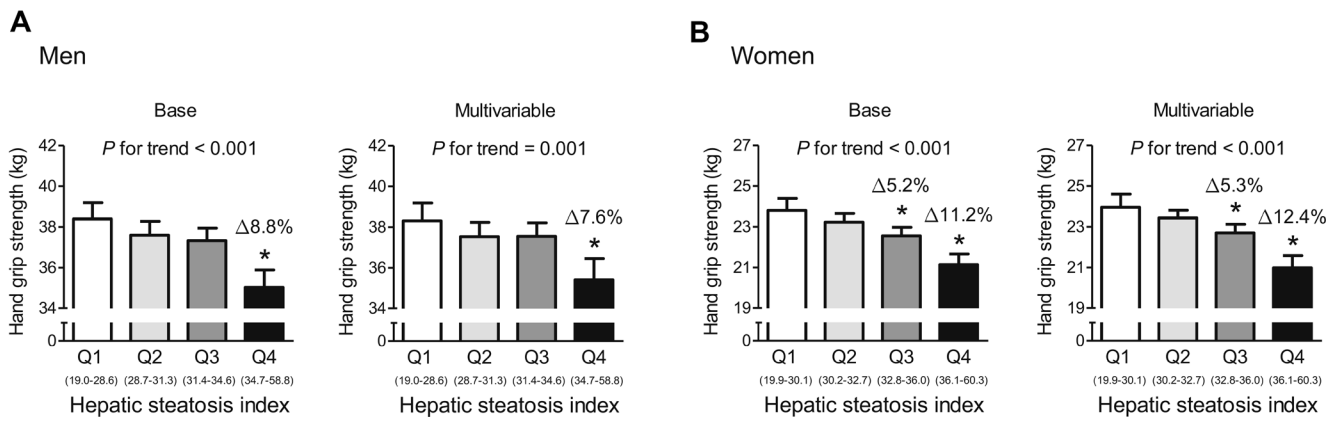 A
Men
Base
P for trend < 0.001
Hand grip strength (kg)
42
40
38
36
34
0
Δ8.8%
*
Q1 Q2 Q3 Q4
(19.0-28.6) (28.7-31.3) (31.4-34.6) (34.7-58.8)
Hepatic steatosis index
Multivariable
P for trend = 0.001
Hand grip strength (kg)
42
40
38
36
34
0
Δ7.6%
*
Q1 Q2 Q3 Q4
(19.0-28.6) (28.7-31.3) (31.4-34.6) (34.7-58.8)
Hepatic steatosis index
B
Women
Base
P for trend < 0.001
Hand grip strength (kg)
27
25
23
21
19
0
Δ5.2%
*
Δ11.2%
*
Q1 Q2 Q3 Q4
(19.9-30.1) (30.2-32.7) (32.8-36.0) (36.1-60.3)
Hepatic steatosis index
Multivariable
P for trend < 0.001
Hand grip strength (kg)
27
25
23
21
19
0
Δ5.3%
*
Δ12.4%
*
Q1 Q2 Q3 Q4
(19.9-30.1) (30.2-32.7) (32.8-36.0) (36.1-60.3)
Hepatic steatosis index